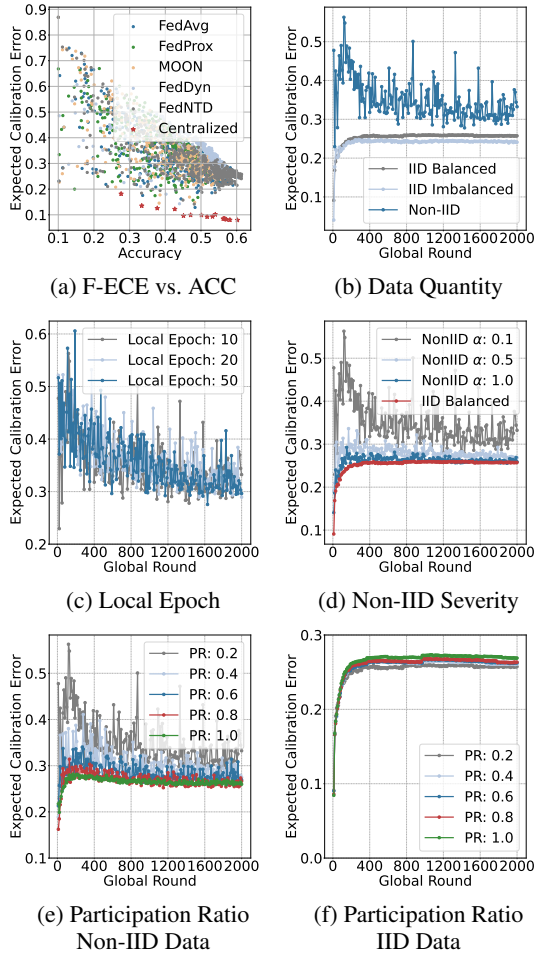 Expected Calibration Error
0.9
0.8
0.7
0.6
0.5
0.4
0.3
0.2
0.1
FedAvg
FedProx
MOON
FedDyn
FedNTD
Centralized
0.1 0.2 0.3 0.4 0.5 0.6
Accuracy
(a) F-ECE vs. ACC
Expected Calibration Error
0.5
0.4
0.3
0.2
0.1
IID Balanced
IID Imbalanced
Non-IID
0 400 800 1200 1600 2000
Global Round
(b) Data Quantity
Expected Calibration Error
0.6
0.5
0.4
0.3
0.2
Local Epoch: 10
Local Epoch: 20
Local Epoch: 50
0 400 800 1200 1600 2000
Global Round
(c) Local Epoch
Expected Calibration Error
0.5
0.4
0.3
0.2
0.1
NonIID α: 0.1
NonIID α: 0.5
NonIID α: 1.0
IID Balanced
0 400 800 1200 1600 2000
Global Round
(d) Non-IID Severity
Expected Calibration Error
0.5
0.4
0.3
0.2
0.1
PR: 0.2
PR: 0.4
PR: 0.6
PR: 0.8
PR: 1.0
0 400 800 1200 1600 2000
Global Round
(e) Participation Ratio
Non-IID Data
Expected Calibration Error
0.3
0.2
0.1
0.0
PR: 0.2
PR: 0.4
PR: 0.6
PR: 0.8
PR: 1.0
0 400 800 1200 1600 2000
Global Round
(f) Participation Ratio
IID Data